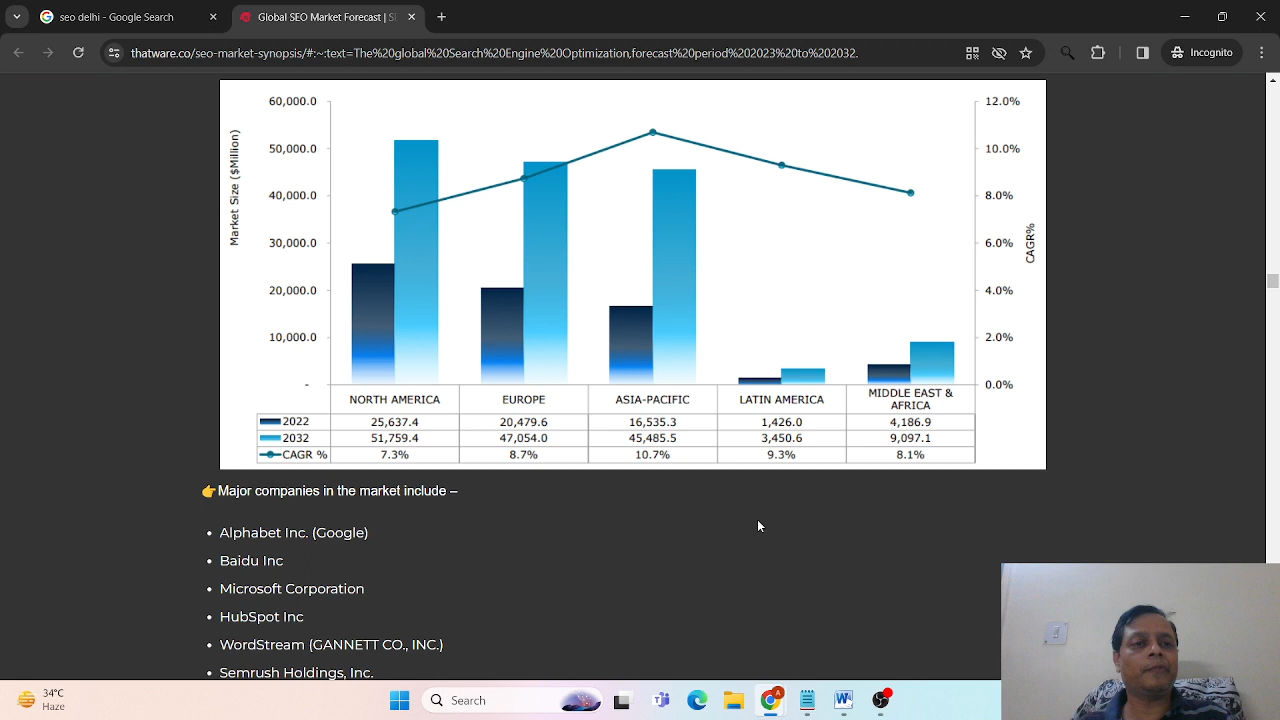 seo delhi - Google Search
Global SEO Market Forecast | S
thatware.co/seo-market-synopsis/#:~:text=The%20global%20Search%20Engine%20Optimization,forecast%20period%202023%20to%202032.
Incognito
60,000.0
50,000.0
40,000.0
30,000.0
20,000.0
10,000.0
-
Market Size ($Million)
12.0%
10.0%
8.0%
6.0%
4.0%
2.0%
0.0%
CAGR%
NORTH AMERICA EUROPE ASIA-PACIFIC LATIN AMERICA MIDDLE EAST &
AFRICA
2022 25,637.4 20,479.6 16,535.3 1,426.0 4,186.9
2032 51,759.4 47,054.0 45,485.5 3,450.6 9,097.1
CAGR % 7.3% 8.7% 10.7% 9.3% 8.1%
👉Major companies in the market include –
• Alphabet Inc. (Google)
• Baidu Inc
• Microsoft Corporation
• HubSpot Inc
• WordStream (GANNETT CO., INC.)
• Semrush Holdings, Inc.
34°C
Haze
Search